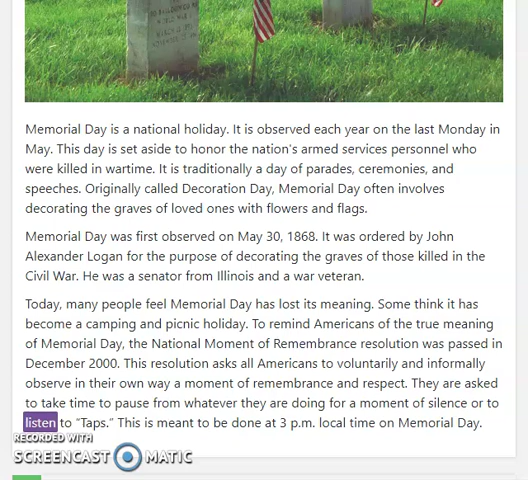 Memorial Day is a national holiday. It is observed each year on the last Monday in
May. This day is set aside to honor the nation's armed services personnel who
were killed in wartime. It is traditionally a day of parades, ceremonies, and
speeches. Originally called Decoration Day, Memorial Day often involves
decorating the graves of loved ones with flowers and flags.
Memorial Day was first observed on May 30, 1868. It was ordered by John
Alexander Logan for the purpose of decorating the graves of those killed in the
Civil War. He was a senator from Illinois and a war veteran.
Today, many people feel Memorial Day has lost its meaning. Some think it has
become a camping and picnic holiday. To remind Americans of the true meaning
of Memorial Day, the National Moment of Remembrance resolution was passed in
December 2000. This resolution asks all Americans to voluntarily and informally
observe in their own way a moment of remembrance and respect. They are asked
to take time to pause from whatever they are doing for a moment of silence or to
listen to “Taps.” This is meant to be done at 3 p.m. local time on Memorial Day.
RECORDED WITH
SCREENCAST MATIC